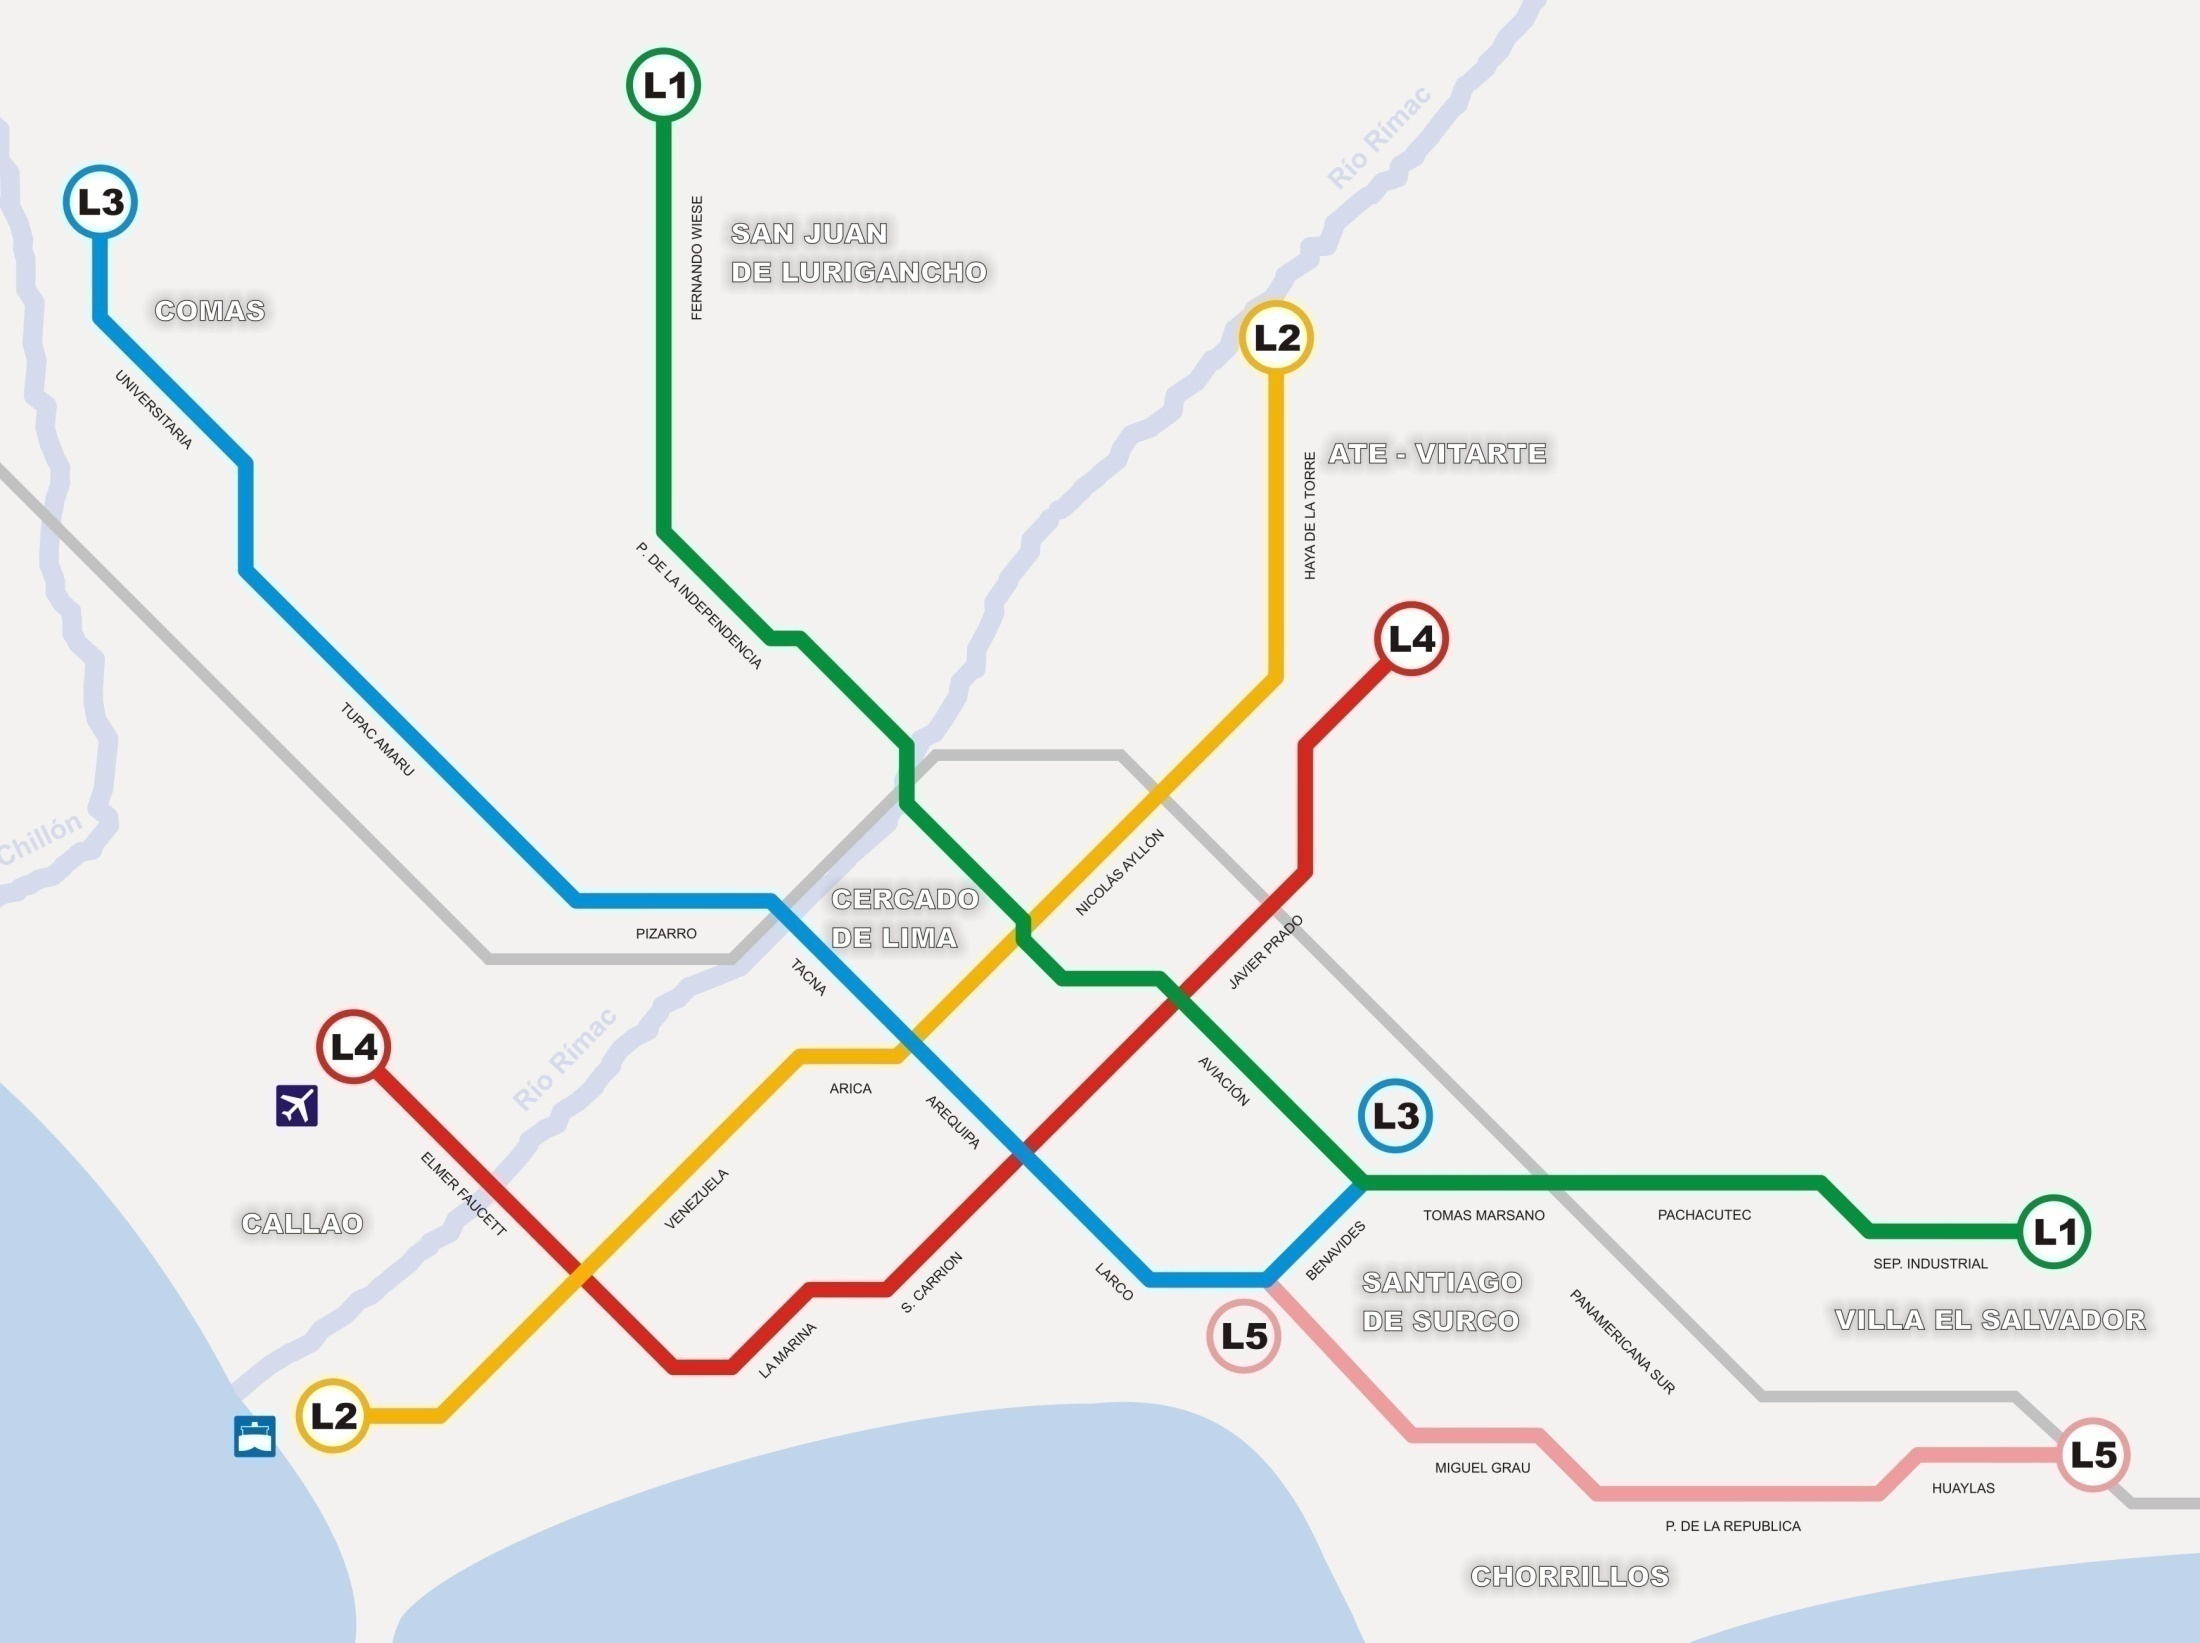 L1
Río Rímac
L3
FERNANDO WIESE
SAN JUAN
DE LURIGANCHO
COMAS
L2
UNIVERSITARIA
ATE - VITARTE
HAYA DE LA TORRE
P. DE LA INDEPENDENCIA
L4
TUPAC AMARU
Chillón
NICOLÁS AYLLÓN
CERCADO
DE LIMA
PIZARRO
JAVIER PRADO
TACNA
L4
Río Rímac
ARICA
AVIACIÓN
AREQUIPA
L3
ELMER FAUCETT
VENEZUELA
CALLAO
TOMAS MARSANO
PACHACUTEC
L1
BENAVIDES
SEP. INDUSTRIAL
S. CARRION
LARCO
SANTIAGO
DE SURCO
VILLA EL SALVADOR
L5
PANAMERICANA SUR
LA MARINA
L2
L5
MIGUEL GRAU
HUAYLAS
P. DE LA REPUBLICA
CHORRILLOS